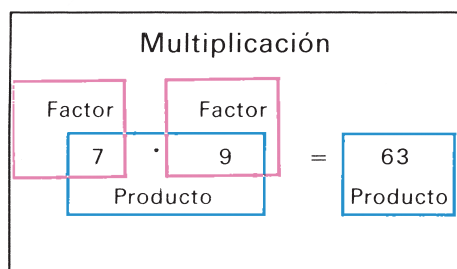 Multiplicación
Factor Factor
7 · 9 = 63
Producto Producto